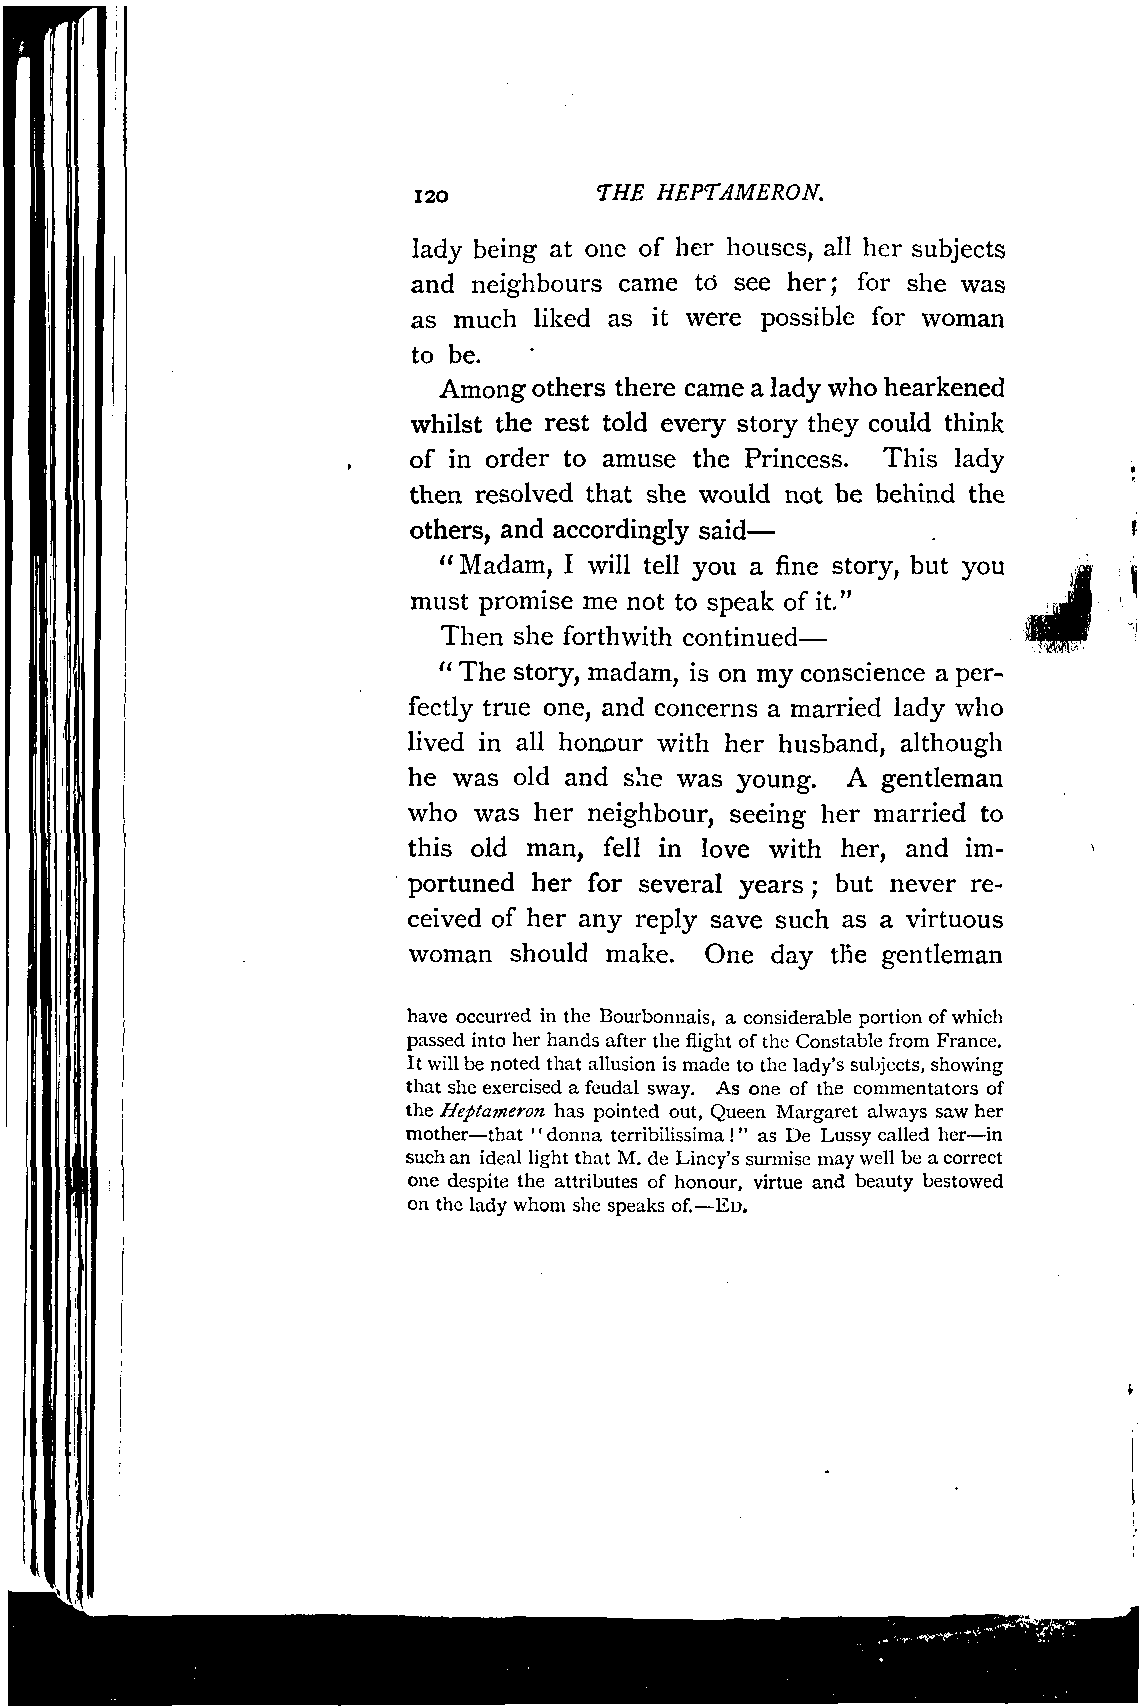 120 THE HEPTAMERON.
lady being at one of her houses, all her subjects
and neighbours came to see her; for she was
as much liked as it were possible for woman
to be.
Among others there came a lady who hearkened
whilst the rest told every story they could think
of in order to amuse the Princess. This lady
then resolved that she would not be behind the
others, and accordingly said—
"Madam, I will tell you a fine story, but you
must promise me not to speak of it."
Then she forthwith continued—
"The story, madam, is on my conscience a per-
fectly true one, and concerns a married lady who
lived in all honour with her husband, although
he was old and she was young. A gentleman
who was her neighbour, seeing her married to
this old man, fell in love with her, and im-
portuned her for several years; but never re-
ceived of her any reply save such as a virtuous
woman should make. One day the gentleman
have occurred in the Bourbonnais, a considerable portion of which
passed into her hands after the flight of the Constable from France.
It will be noted that allusion is made to the lady's subjects, showing
that she exercised a feudal sway. As one of the commentators of
the Heptameron has pointed out, Queen Margaret always saw her
mother—that "donna terribilissima!" as De Lussy called her—in
such an ideal light that M. de Lincy's surmise may well be a correct
one despite the attributes of honour, virtue and beauty bestowed
on the lady whom she speaks of.—ED.